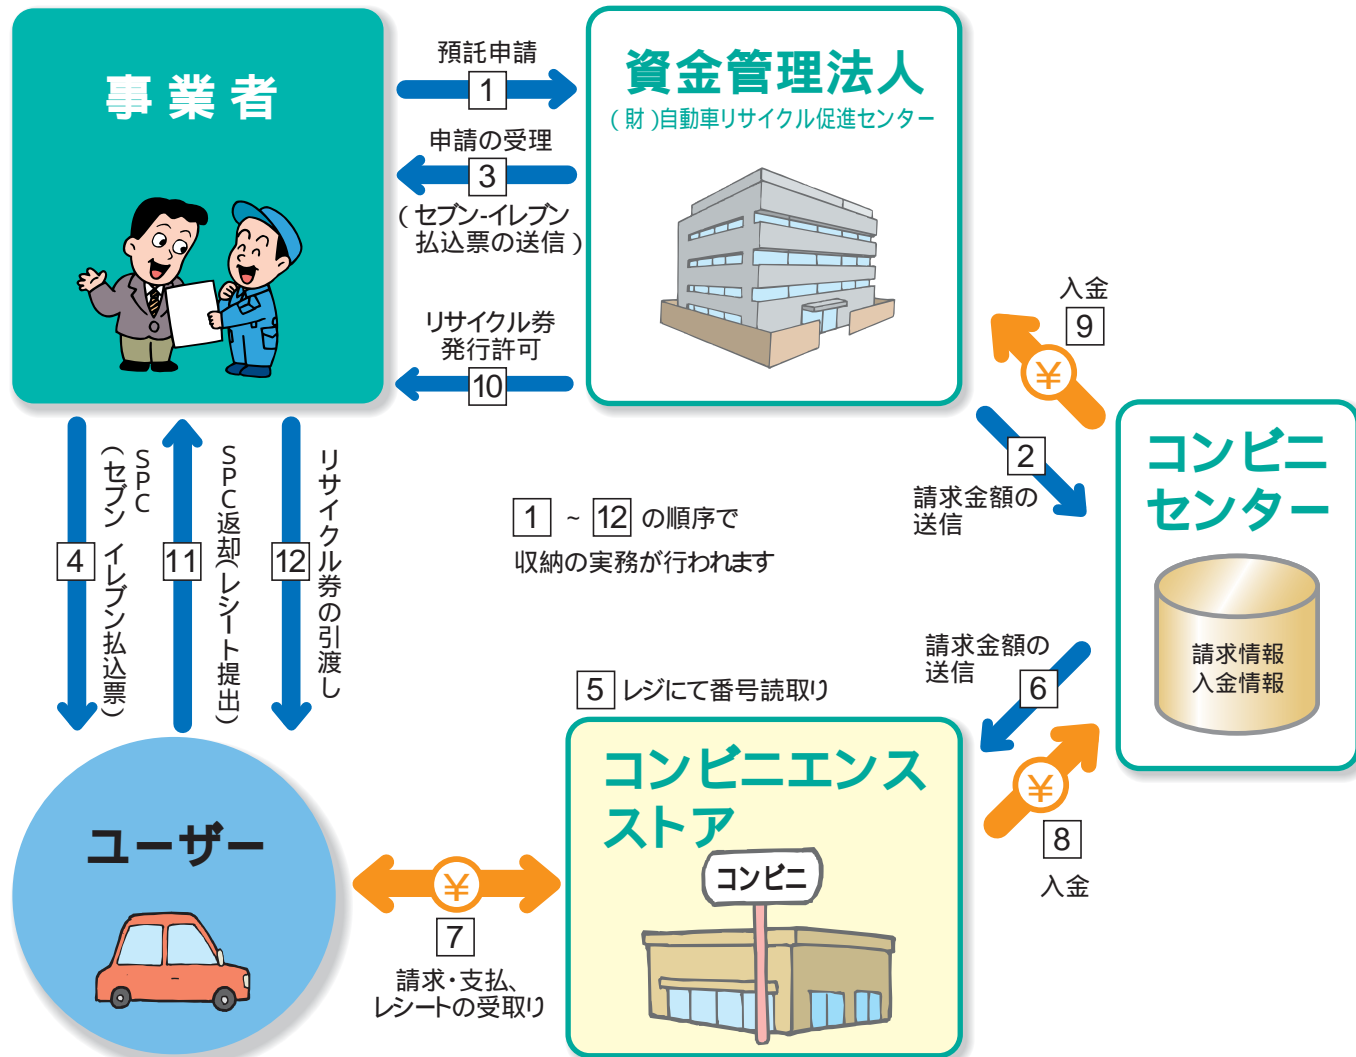 事業者
預託申請
1
資金管理法人
(財)自動車リサイクル促進センター
申請の受理
3
(セブン-イレブン
払込票の送信)
リサイクル券
発行許可
10
入金
9
¥
2
請求金額の
送信
コンビニ
センター
請求情報
入金情報
SPC
(セブン イレブン払込票)
4
SPC返却(レシート提出)
11
リサイクル券の引渡し
12
1 ~ 12 の順序で
収納の実務が行われます
請求金額の
送信
6
5 レジにて番号読取り
コンビニエンス
ストア
コンビニ
¥
8
入金
ユーザー
¥
7
請求・支払、
レシートの受取り